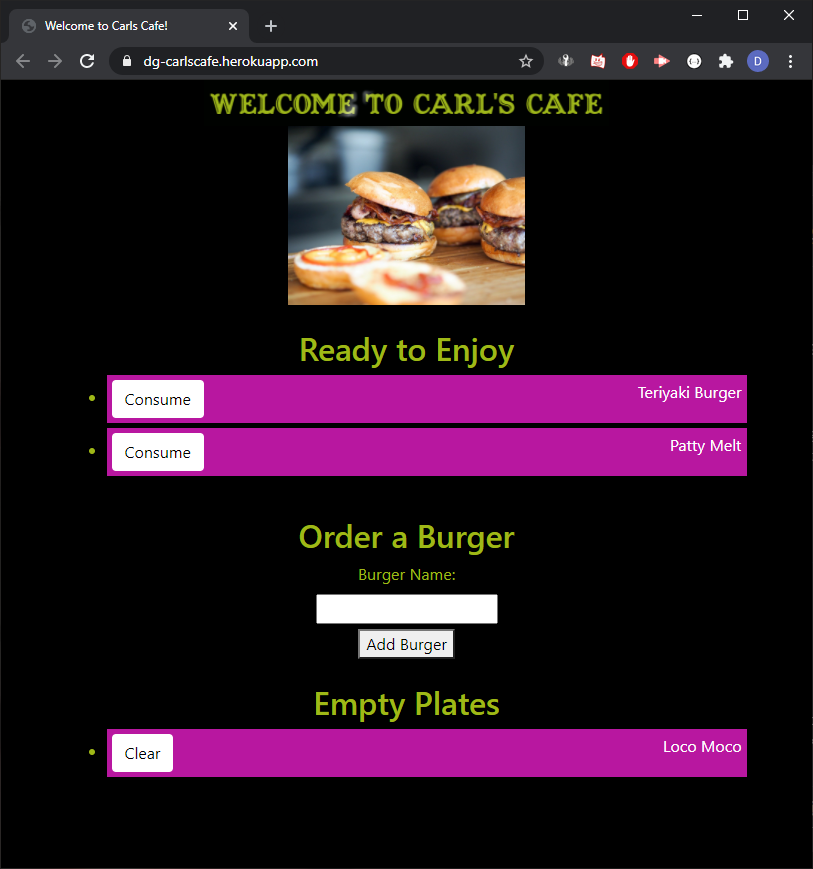 Welcome to Carls Cafe!
dg-carlscafe.herokuapp.com
D
WELCOME TO CARL'S CAFE
Ready to Enjoy
Consume Teriyaki Burger
Consume Patty Melt
Order a Burger
Burger Name:
Add Burger
Empty Plates
Clear Loco Moco